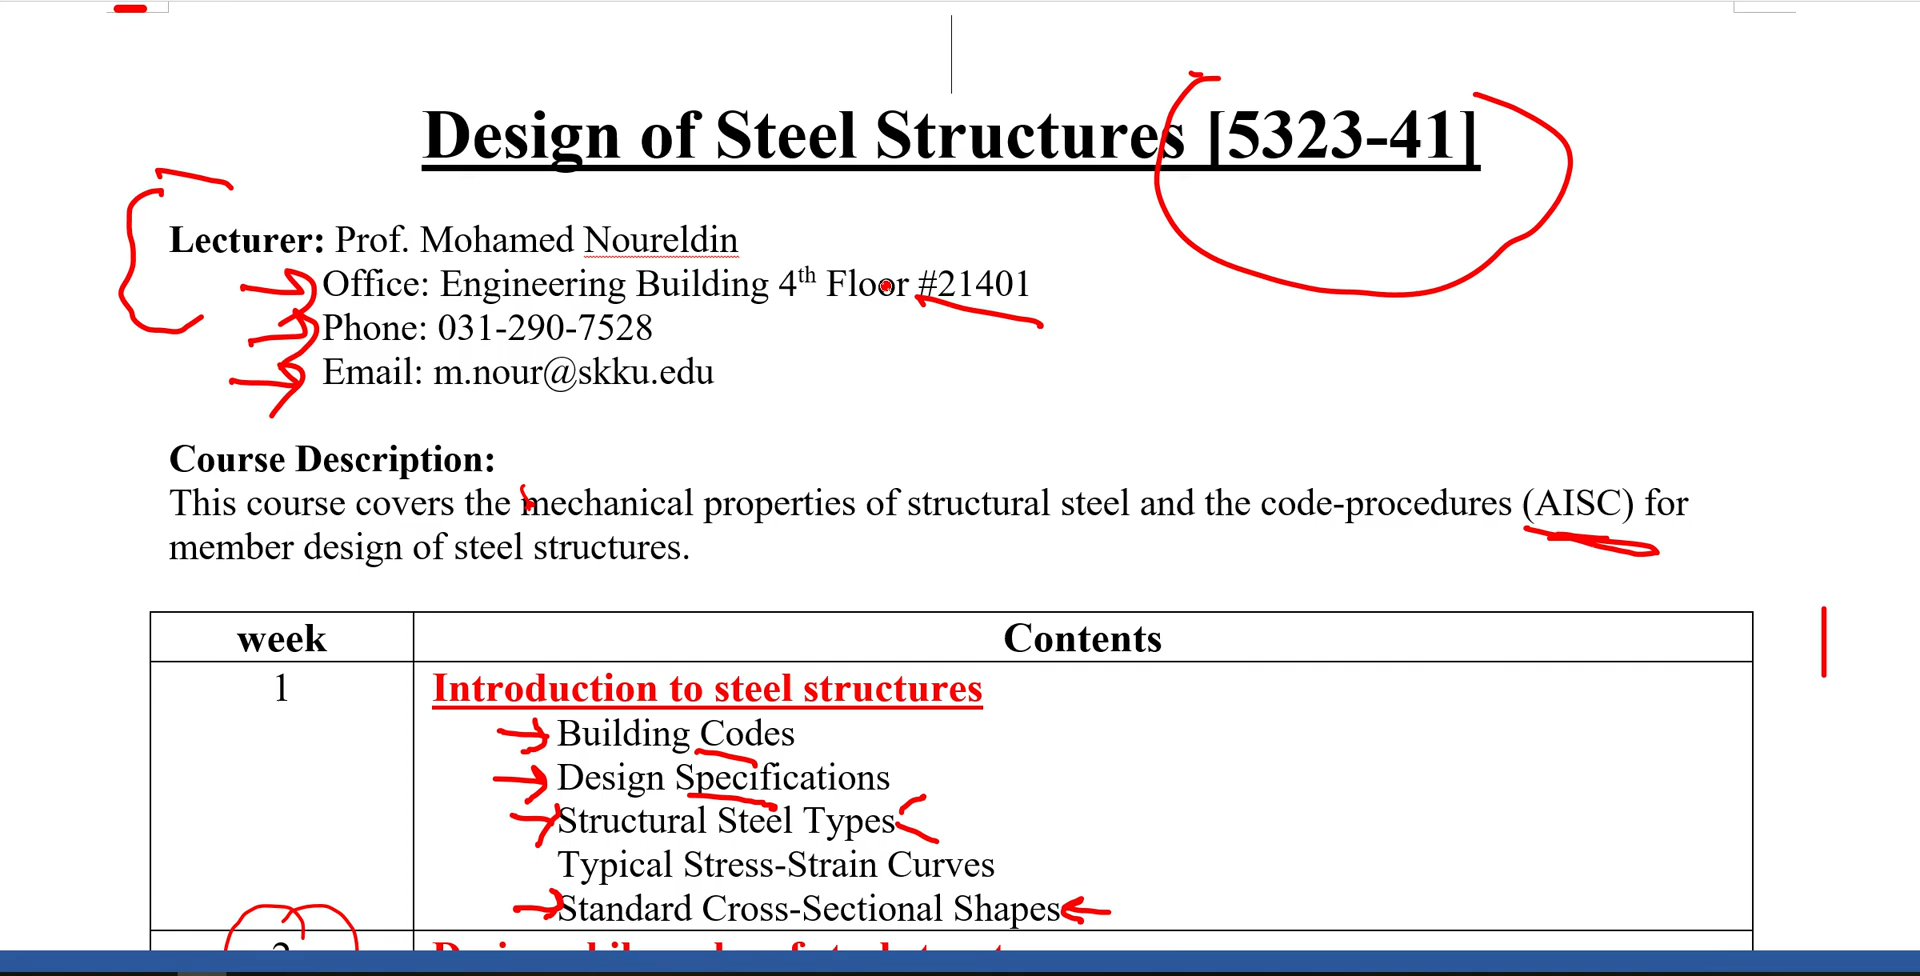 Design of Steel Structures [5323-41]
Lecturer: Prof. Mohamed Noureldin
Office: Engineering Building 4th Floor #21401
Phone: 031-290-7528
Email: m.nour@skku.edu
Course Description:
This course covers the mechanical properties of structural steel and the code-procedures (AISC) for
member design of steel structures.
week Contents
1 Introduction to steel structures
Building Codes
Design Specifications
Structural Steel Types
Typical Stress-Strain Curves
Standard Cross-Sectional Shapes